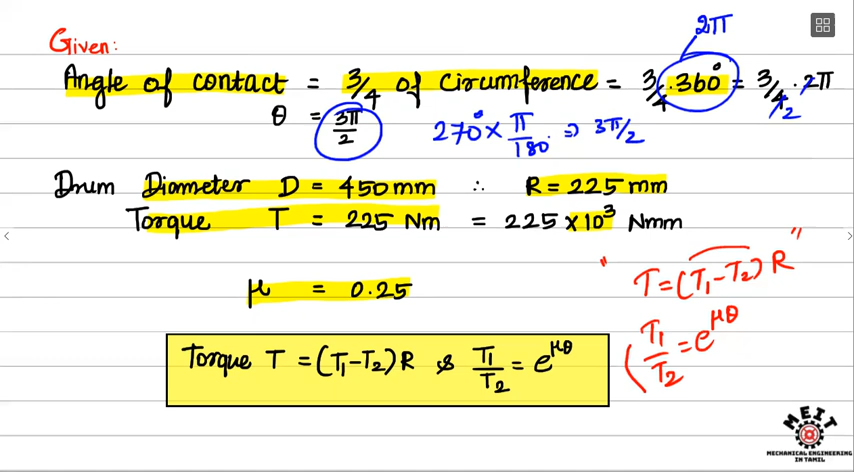 2π
Given:
Angle of contact = 3/4 of circumference = 3/4 . 360° = 3/4 . 2π
2
θ = 3π/2
270° × π/180 ⇒ 3π/2
Drum Diameter D = 450 mm ∴ R = 225 mm
Torque T = 225 Nm = 225 × 10³ Nmm
" T = (T₁ - T₂) R "
μ = 0.25
T₁/T₂ = e^μθ
Torque T = (T₁ - T₂) R & T₁/T₂ = e^μθ
MEIT
MECHANICAL ENGINEERING
IN TAMIL